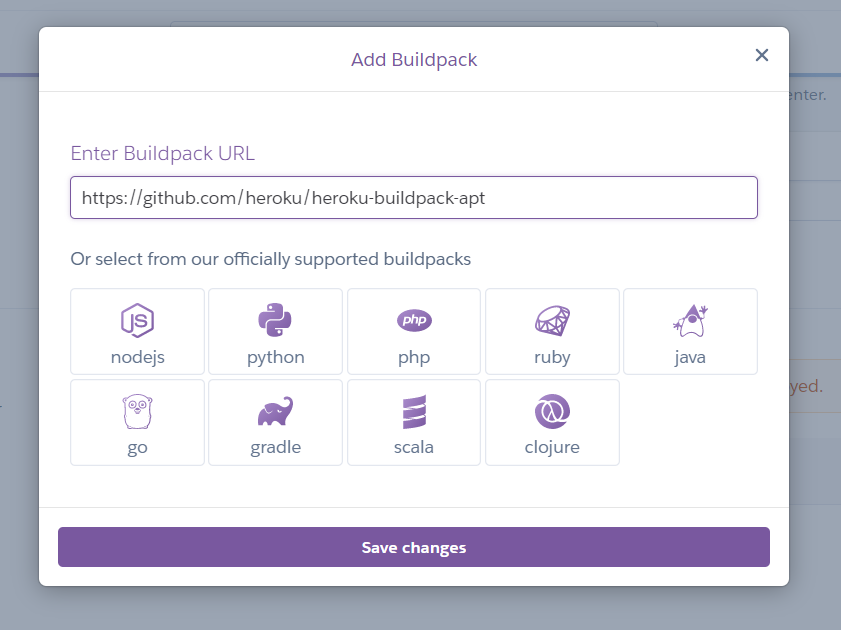 Add Buildpack
enter.
Enter Buildpack URL
https://github.com/heroku/heroku-buildpack-apt
Or select from our officially supported buildpacks
JS
php
nodejs
python
php
ruby
java
yed.
go
gradle
scala
clojure
Save changes